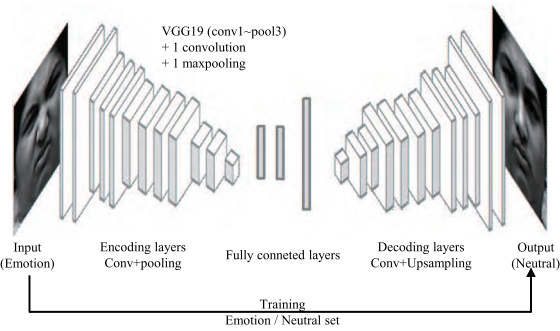 VGG19 (conv1~pool3)
+ 1 convolution
+ 1 maxpooling
Input
(Emotion)
Encoding layers
Conv+pooling
Fully conneted layers
Decoding layers
Conv+Upsampling
Output
(Neutral)
Training
Emotion / Neutral set